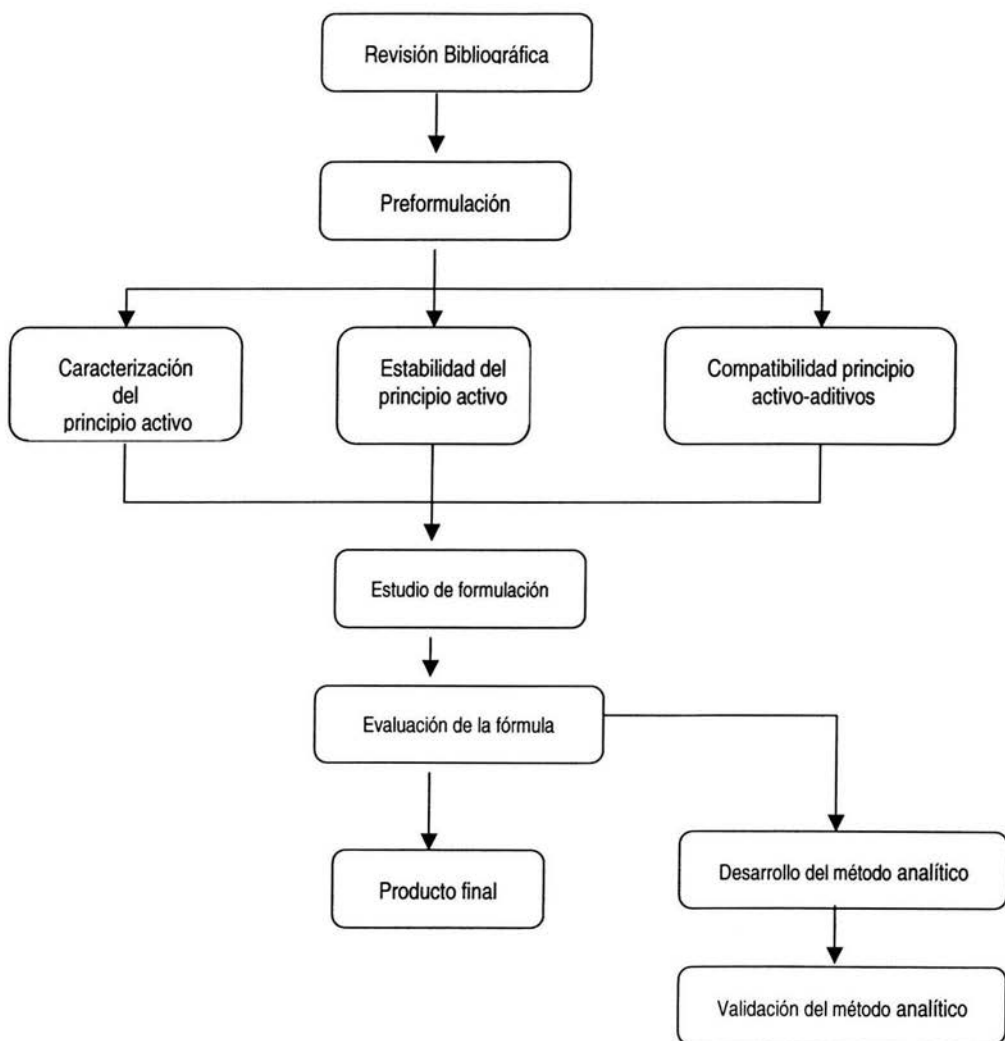 Revisión Bibliográfica
Preformulación
Caracterización
del
principio activo
Estabilidad del
principio activo
Compatibilidad principio
activo-aditivos
Estudio de formulación
Evaluación de la fórmula
Producto final
Desarrollo del método analítico
Validación del método analítico